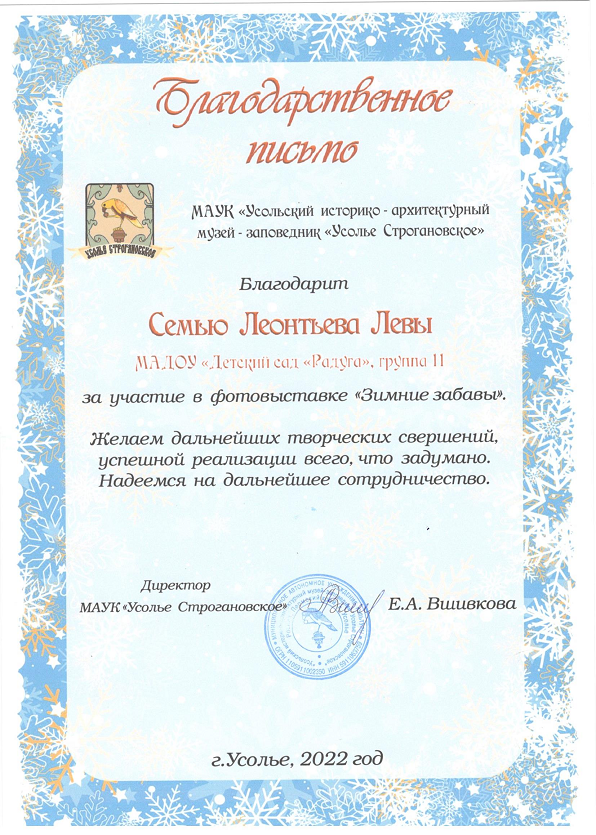 Благодарственное
письмо
УСОЛЬЕ СТРОГАНОВСКОЕ
МАУК «Усольский историко - архитектурный
музей - заповедник «Усолье Строгановское»
Благодарит
Семью Леонтьева Левы
МАДОУ «Детский сад «Радуга», группа 11
за участие в фотовыставке «Зимние забавы».
Желаем дальнейших творческих свершений,
успешной реализации всего, что задумано.
Надеемся на дальнейшее сотрудничество.
Директор
МАУК «Усолье Строгановское»
Е.А. Вшивкова
г.Усолье, 2022 год